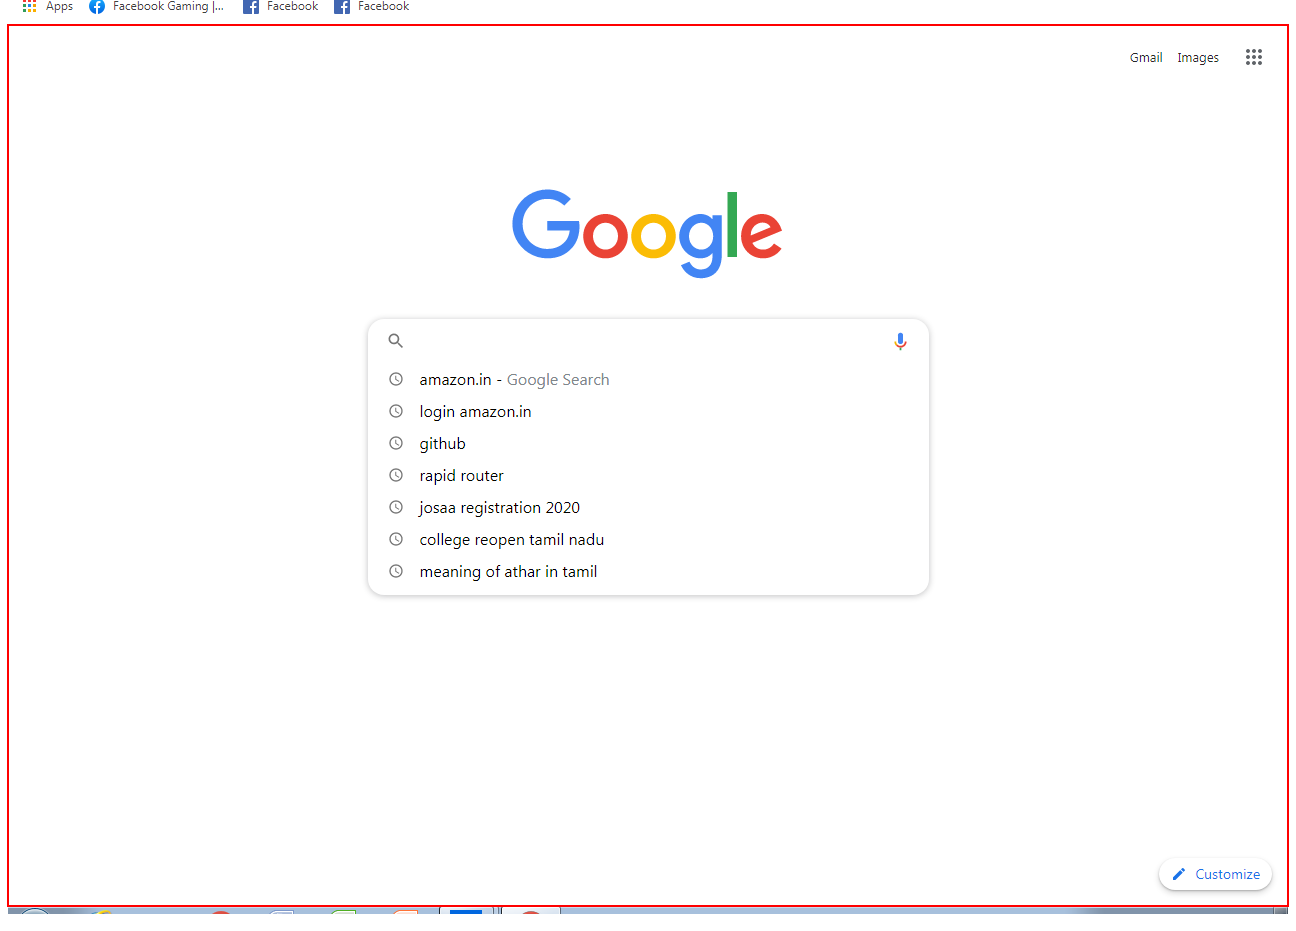 Apps Facebook Gaming |... Facebook Facebook
Gmail Images
Google
amazon.in - Google Search
login amazon.in
github
rapid router
josaa registration 2020
college reopen tamil nadu
meaning of athar in tamil
Customize